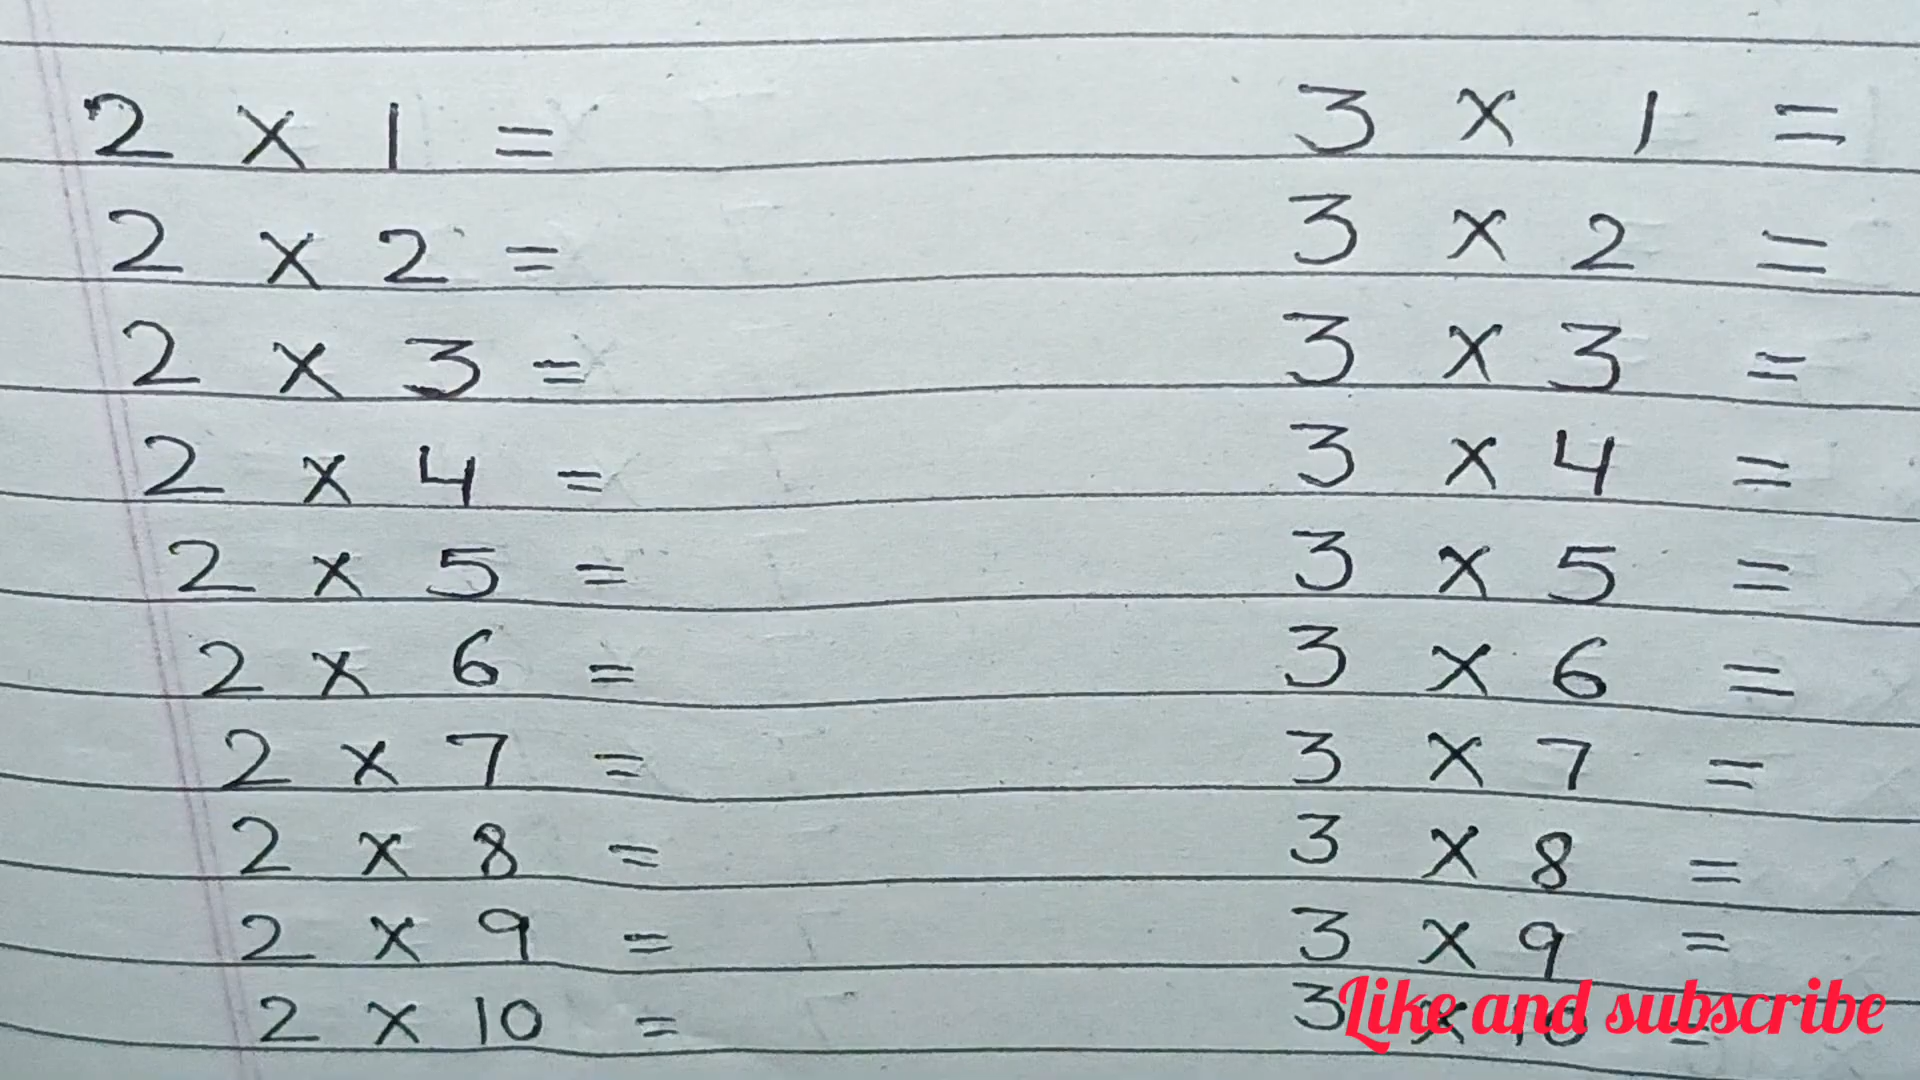 2 × 1 =
2 × 2 =
2 × 3 =
2 × 4 =
2 × 5 =
2 × 6 =
2 × 7 =
2 × 8 =
2 × 9 =
2 × 10 =
3 × 1 =
3 × 2 =
3 × 3 =
3 × 4 =
3 × 5 =
3 × 6 =
3 × 7 =
3 × 8 =
3 × 9 =
3 × 10 =
Like and subscribe